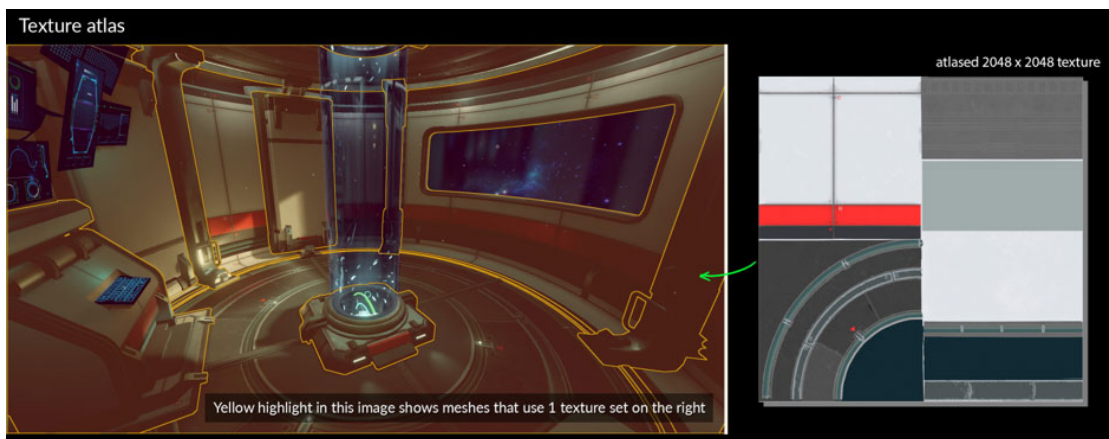 Texture atlas
atlased 2048 x 2048 texture
Yellow highlight in this image shows meshes that use 1 texture set on the right